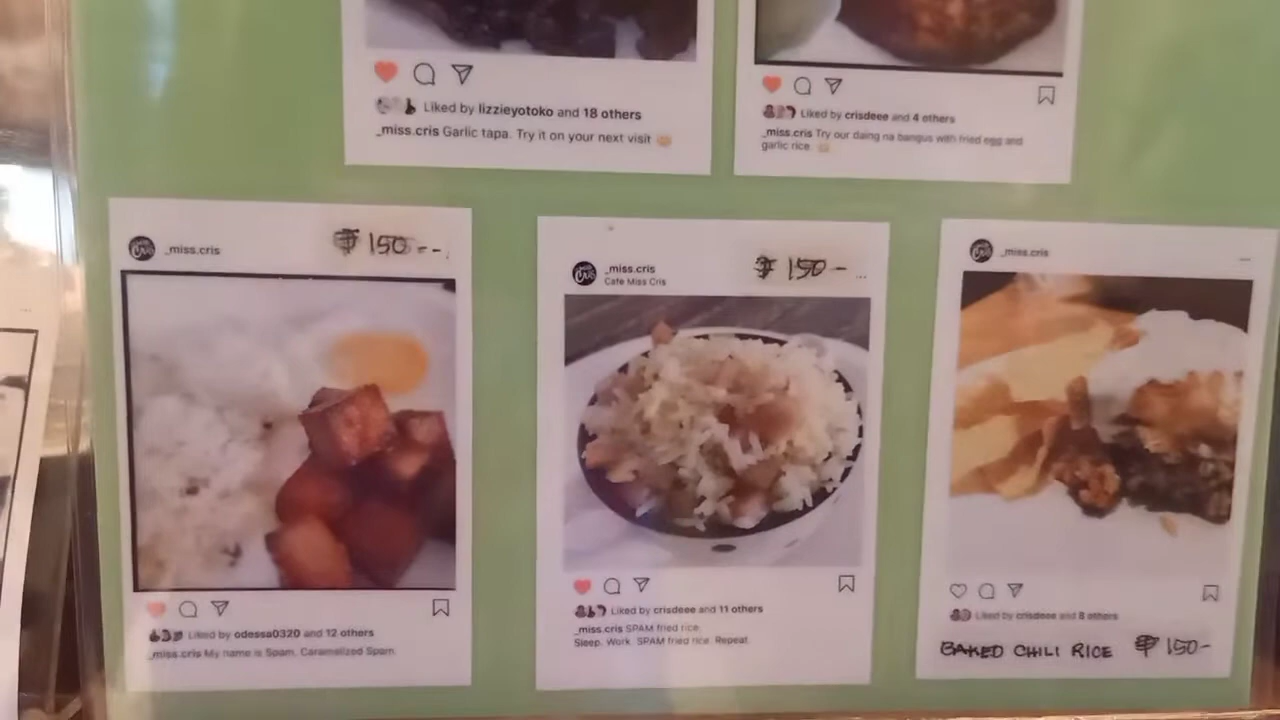 Liked by lizzieyotoko and 18 others
_miss.cris Garlic tapa. Try it on your next visit
Liked by crisdeee and 4 others
_miss.cris Try our daing na bangus with fried egg and
garlic rice.
_miss.cris
₱ 150 --
Liked by odessa0320 and 12 others
_miss.cris My name is Spam. Caramelized Spam.
_miss.cris
Cafe Miss Cris
₱ 150 -
Liked by crisdeee and 11 others
_miss.cris SPAM fried rice.
Sleep. Work. SPAM fried rice. Repeat.
_miss.cris
Liked by crisdeee and 8 others
BAKED CHILI RICE ₱ 150-